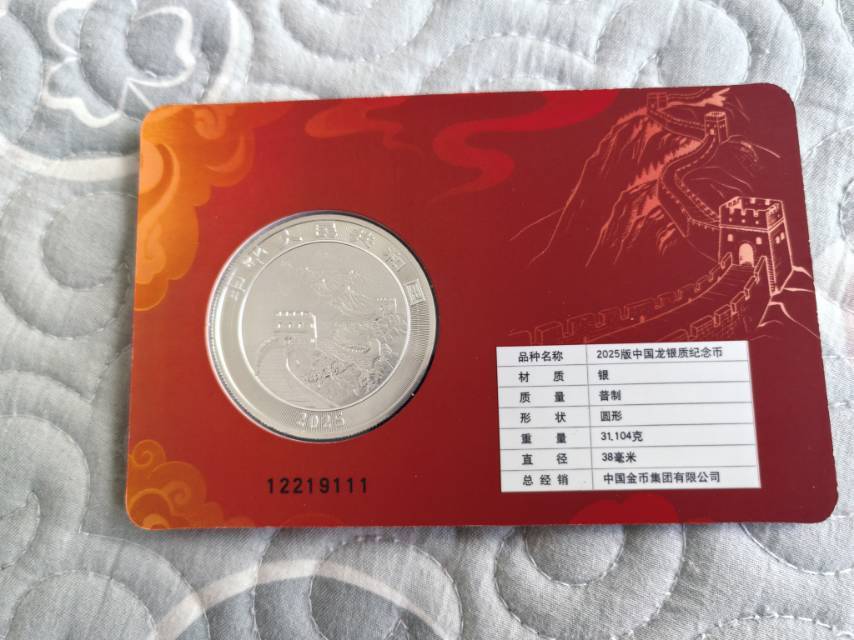 中华人民共和国
2025
12219111
品种名称 2025版中国龙银质纪念币
材 质 银
质 量 普制
形 状 圆形
重 量 31.104克
直 径 38毫米
总 经 销 中国金币集团有限公司